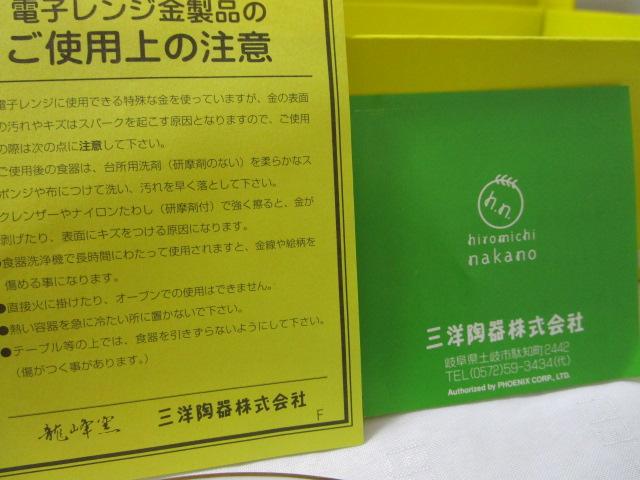 電子レンジ金製品の
ご使用上の注意
電子レンジに使用できる特殊な金を使っていますが、金の表面
の汚れやキズはスパークを起こす原因となりますので、ご使用
の際は次の点に注意して下さい。
ご使用後の食器は、台所用洗剤（研摩剤のない）を柔らかなス
ポンジや布につけて洗い、汚れを早く落として下さい。
クレンザーやナイロンたわし（研摩剤付）で強く擦ると、金が
剥げたり、表面にキズをつける原因になります。
●食器洗浄機で長時間にわたって使用されますと、金線や絵柄を
傷める事になります。
●直接火に掛けたり、オーブンでの使用はできません。
●熱い容器を急に冷たい所に置かないで下さい。
●テーブル等の上では、食器を引きずらないようにして下さい。
（傷がつく事があります。）
龍峰窯 三洋陶器株式会社
F
h.n.
hiromichi
nakano
三洋陶器株式会社
岐阜県土岐市駄知町2442
TEL(0572)59-3434(代)
Authorized by PHOENIX CORP., LTD.